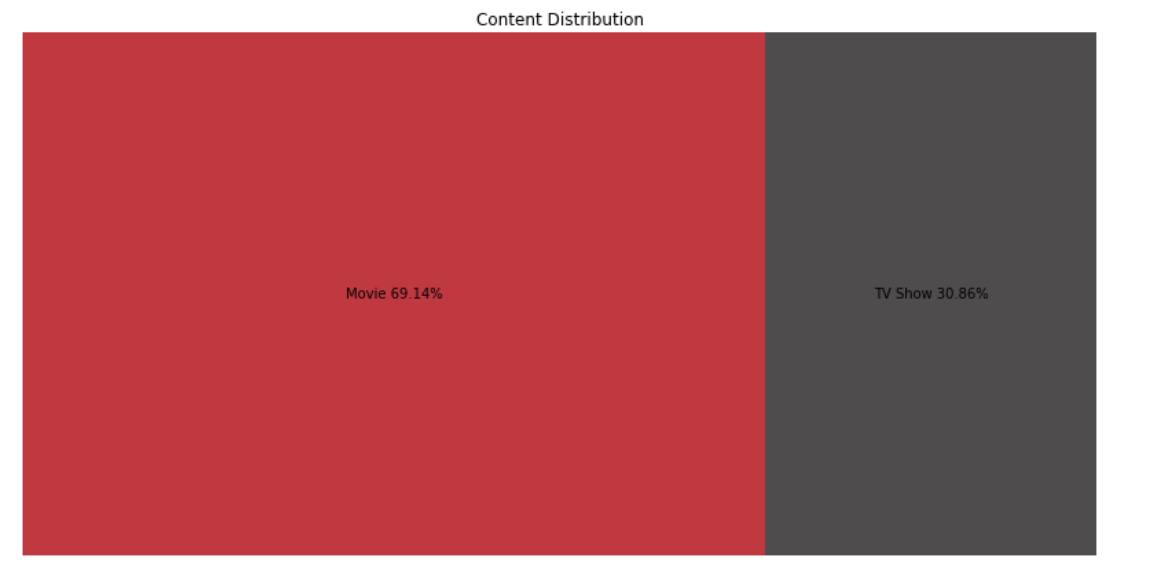 Content Distribution
Movie 69.14%
TV Show 30.86%